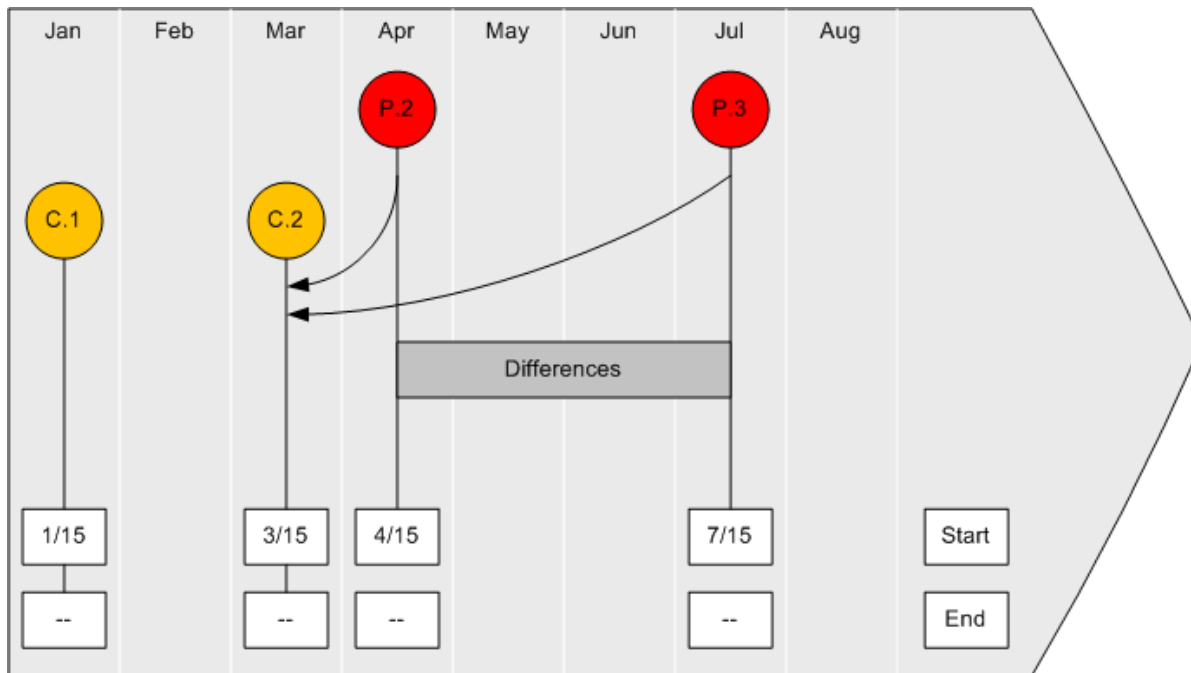 Jan Feb Mar Apr May Jun Jul Aug
P.2 P.3
C.1 C.2
Differences
1/15 3/15 4/15 7/15 Start
-- -- -- -- End